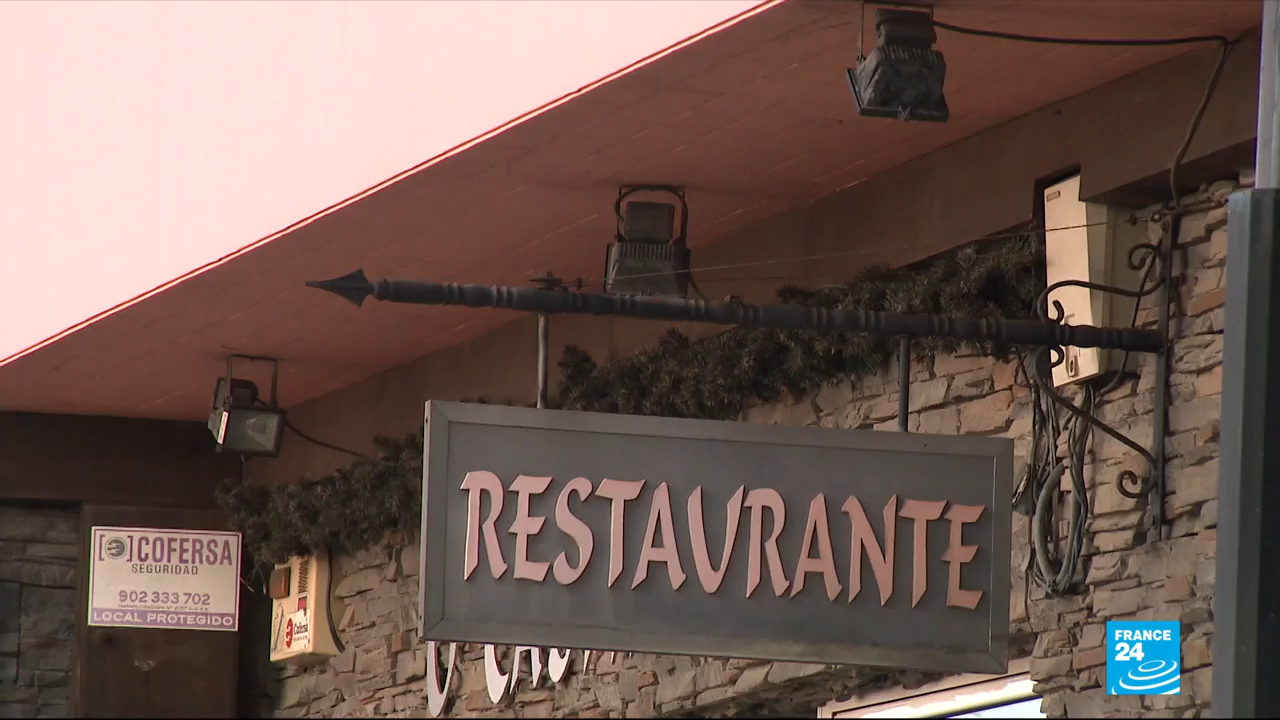 RESTAURANTE
COFERSA
SEGURIDAD
902 333 702
LOCAL PROTEGIDO
FRANCE
24